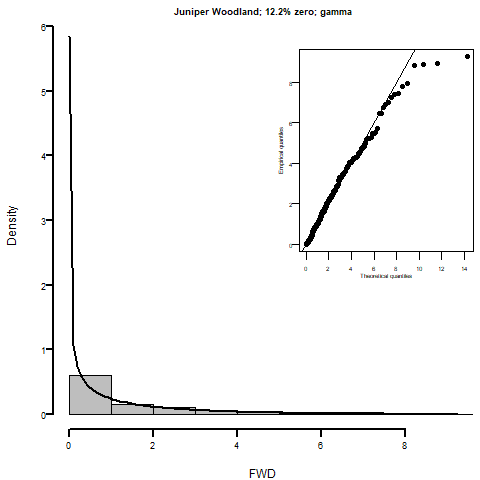 Juniper Woodland; 12.2% zero; gamma
6
5
4
3
2
1
0
Density
0 2 4 6 8
FWD
8
6
4
2
0
Empirical quantiles
0 2 4 6 8 10 12 14
Theoretical quantiles